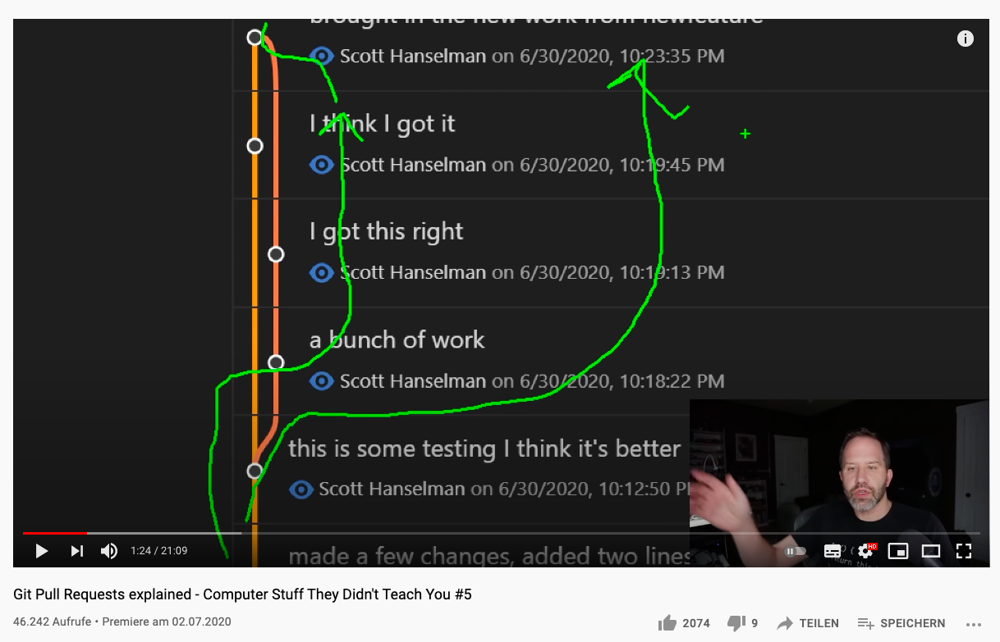 brought in the new work from newfeature
Scott Hanselman on 6/30/2020, 10:23:35 PM
I think I got it
Scott Hanselman on 6/30/2020, 10:19:45 PM
I got this right
Scott Hanselman on 6/30/2020, 10:19:13 PM
a bunch of work
Scott Hanselman on 6/30/2020, 10:18:22 PM
this is some testing I think it's better
Scott Hanselman on 6/30/2020, 10:12:50 P
made a few changes, added two lines
1:24 / 21:09
HD
Git Pull Requests explained - Computer Stuff They Didn't Teach You #5
46.242 Aufrufe • Premiere am 02.07.2020
2074 9 TEILEN SPEICHERN